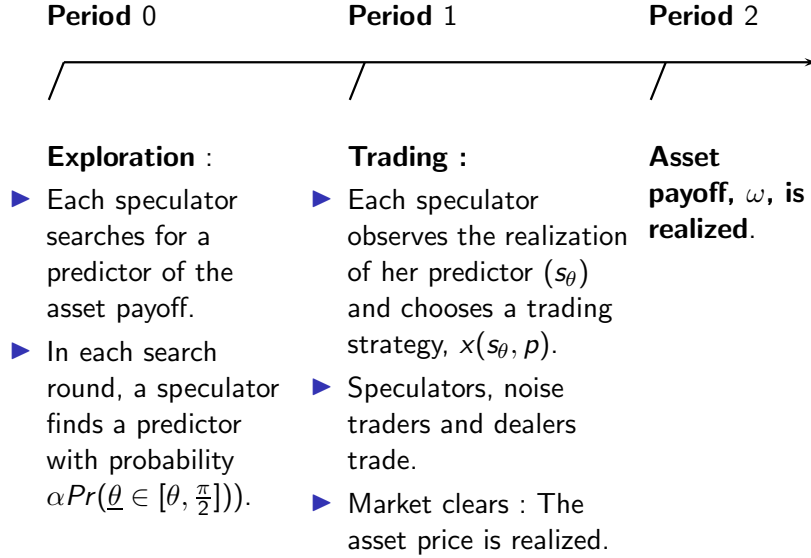 Period 0
Period 1
Period 2
Exploration :
▶ Each speculator
searches for a
predictor of the
asset payoff.
▶ In each search
round, a speculator
finds a predictor
with probability
αPr(θ̲ ∈ [θ, π/2])).
Trading :
▶ Each speculator
observes the realization
of her predictor (s_θ)
and chooses a trading
strategy, x(s_θ, p).
▶ Speculators, noise
traders and dealers
trade.
▶ Market clears : The
asset price is realized.
Asset
payoff, ω, is
realized.